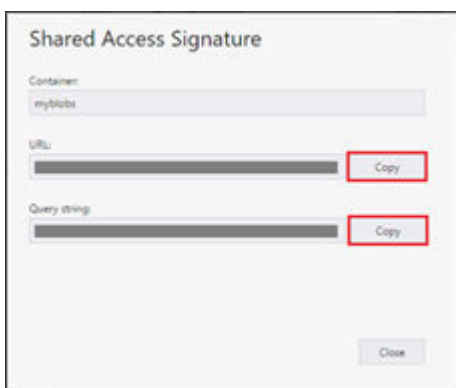 Shared Access Signature
Container:
myblobs
URL:
Copy
Query string:
Copy
Close